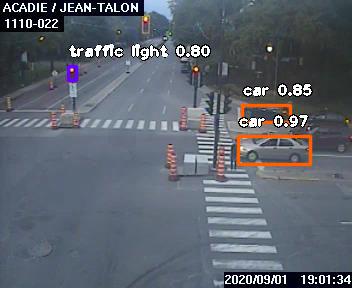 ACADIE / JEAN-TALON
1110-022
traffic light 0.80
car 0.85
car 0.97
2020/09/01 19:01:34